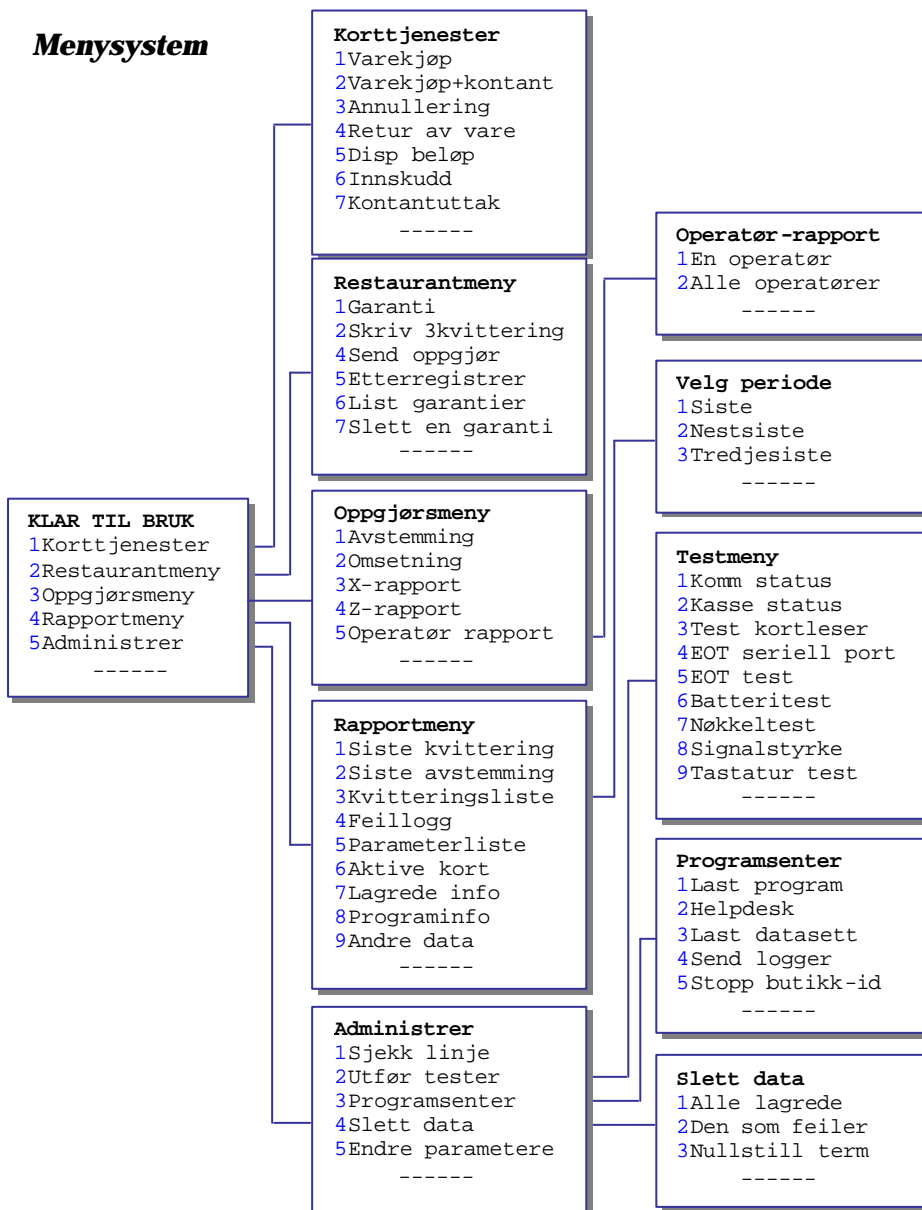 Menysystem
KLAR TIL BRUK
1Korttjenester
2Restaurantmeny
3Oppgjørsmeny
4Rapportmeny
5Administrer
------
Korttjenester
1Varekjøp
2Varekjøp+kontant
3Annullering
4Retur av vare
5Disp beløp
6Innskudd
7Kontantuttak
------
Restaurantmeny
1Garanti
2Skriv 3kvittering
4Send oppgjør
5Etterregistrer
6List garantier
7Slett en garanti
------
Oppgjørsmeny
1Avstemming
2Omsetning
3X-rapport
4Z-rapport
5Operatør rapport
------
Rapportmeny
1Siste kvittering
2Siste avstemming
3Kvitteringsliste
4Feillogg
5Parameterliste
6Aktive kort
7Lagrede info
8Programinfo
9Andre data
------
Administrer
1Sjekk linje
2Utfør tester
3Programsenter
4Slett data
5Endre parametere
------
Operatør-rapport
1En operatør
2Alle operatører
------
Velg periode
1Siste
2Nestsiste
3Tredjesiste
------
Testmeny
1Komm status
2Kasse status
3Test kortleser
4EOT seriell port
5EOT test
6Batteritest
7Nøkkeltest
8Signalstyrke
9Tastatur test
------
Programsenter
1Last program
2Helpdesk
3Last datasett
4Send logger
5Stopp butikk-id
------
Slett data
1Alle lagrede
2Den som feiler
3Nullstill term
------